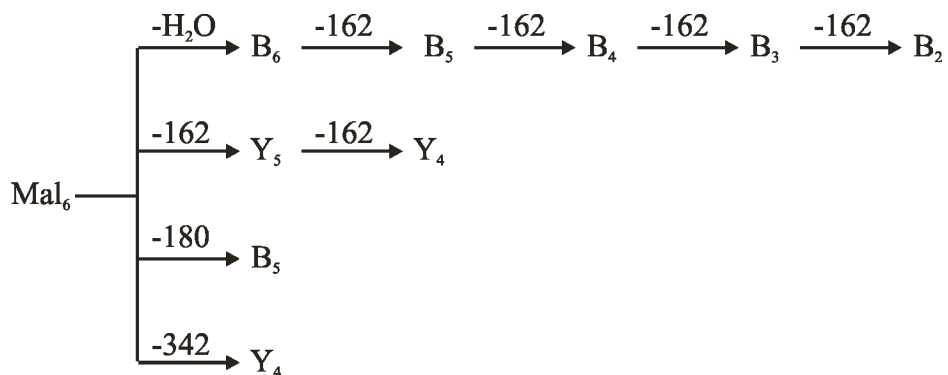 -H₂O -162 -162 -162 -162
B₆ B₅ B₄ B₃ B₂
-162 -162
Y₅ Y₄
Mal₆
-180
B₅
-342
Y₄